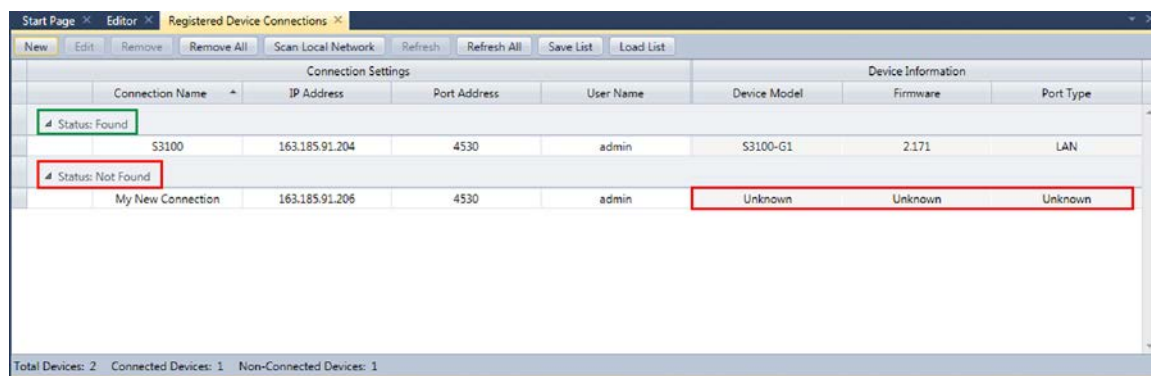 Start Page Editor Registered Device Connections
New Edit Remove Remove All Scan Local Network Refresh Refresh All Save List Load List
Connection Settings Device Information
Connection Name IP Address Port Address User Name Device Model Firmware Port Type
Status: Found
S3100 163.185.91.204 4530 admin S3100-G1 2.171 LAN
Status: Not Found
My New Connection 163.185.91.206 4530 admin Unknown Unknown Unknown
Total Devices: 2 Connected Devices: 1 Non-Connected Devices: 1